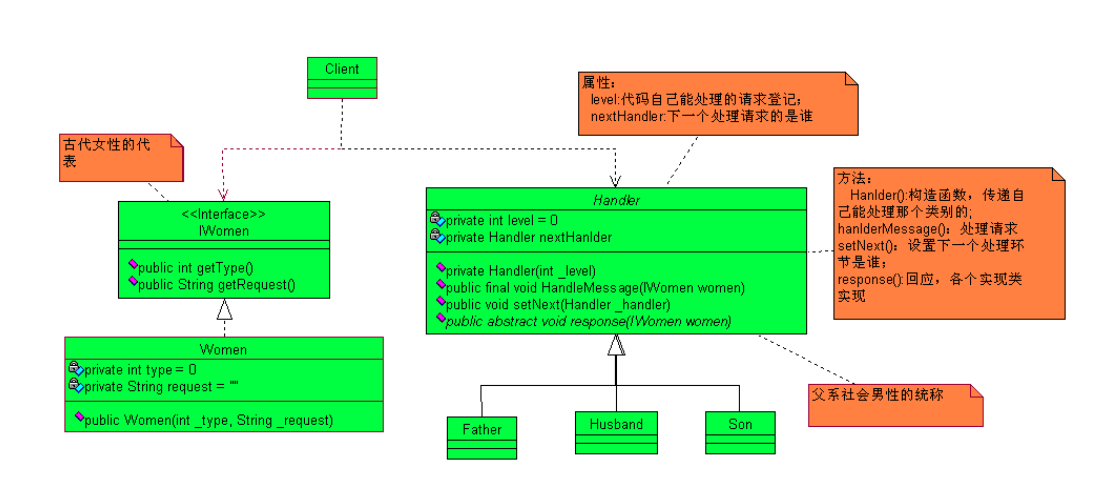 Client
属性：
level:代码自己能处理的请求登记；
nextHandler:下一个处理请求的是谁
古代女性的代
表
<<Interface>>
IWomen
public int getType()
public String getRequest()
Handler
private int level = 0
private Handler nextHanlder
private Handler(int _level)
public final void HandleMessage(IWomen women)
public void setNext(Handler _handler)
public abstract void response(IWomen women)
方法：
Hanlder():构造函数，传递自
己能处理那个类别的;
hanlderMessage()：处理请求
setNext()：设置下一个处理环
节是谁；
response():回应，各个实现类
实现
Women
private int type = 0
private String request = ""
public Women(int _type, String _request)
父系社会男性的统称
Father
Husband
Son